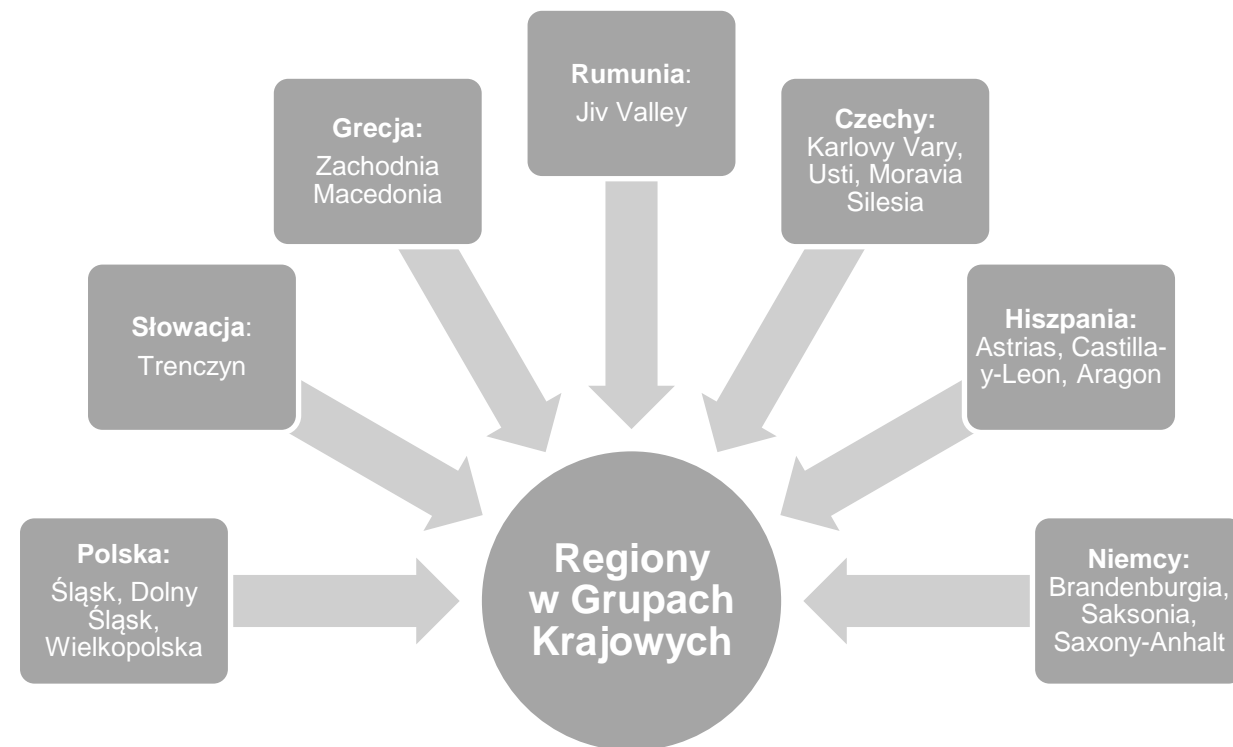 Rumunia:
Jiv Valley
Grecja:
Zachodnia
Macedonia
Czechy:
Karlovy Vary,
Usti, Moravia
Silesia
Słowacja:
Trenczyn
Hiszpania:
Astrias, Castilla-
y-Leon, Aragon
Polska:
Śląsk, Dolny
Śląsk,
Wielkopolska
Regiony
w Grupach
Krajowych
Niemcy:
Brandenburgia,
Saksonia,
Saxony-Anhalt